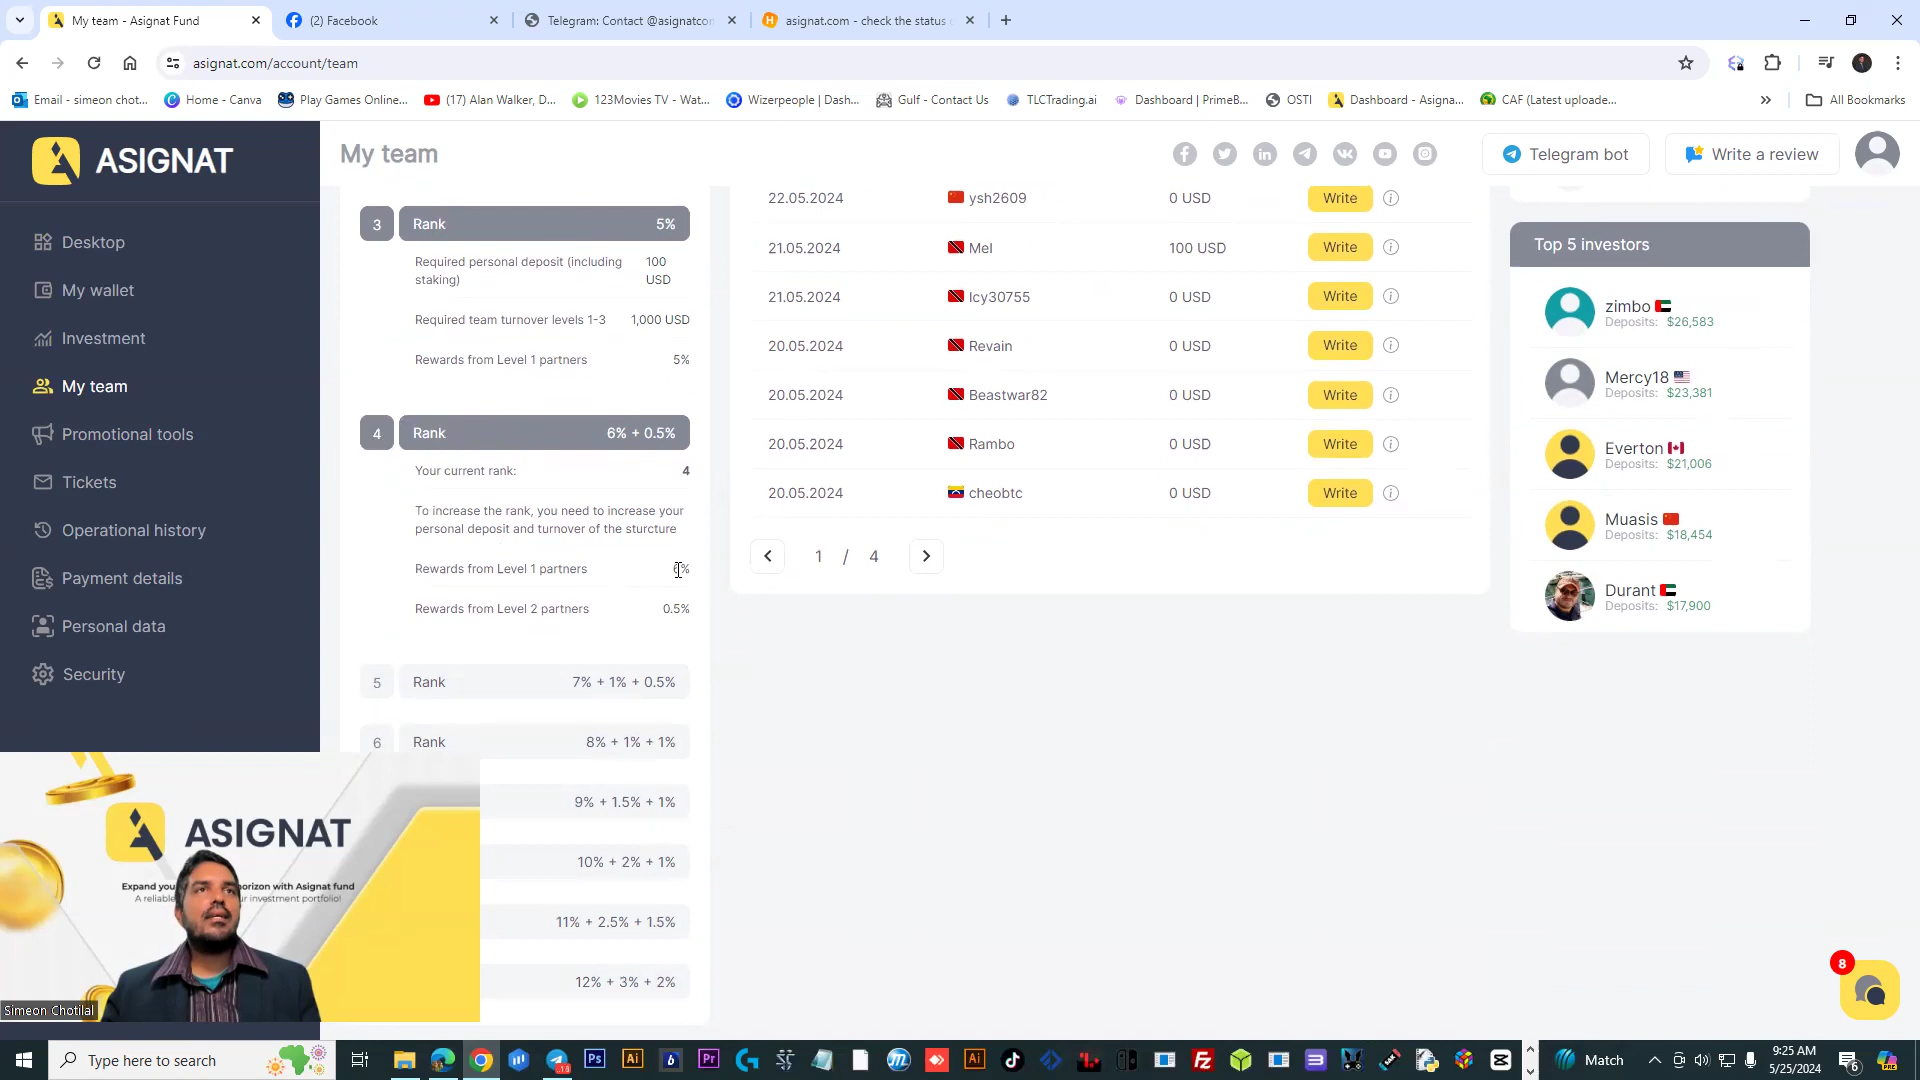 My team - Asignat Fund
(2) Facebook
Telegram: Contact @asignatcom
asignat.com - check the status
asignat.com/account/team
Email - simeon chot...
Home - Canva
Play Games Online...
(17) Alan Walker, D...
123Movies TV - Wat...
Wizerpeople | Dash...
Gulf - Contact Us
TLCTrading.ai
Dashboard | PrimeB...
OSTI
Dashboard - Asigna...
CAF (Latest uploade...
All Bookmarks
ASIGNAT
Desktop
My wallet
Investment
My team
Promotional tools
Tickets
Operational history
Payment details
Personal data
Security
My team
Telegram bot
Write a review
3 Rank 5%
Required personal deposit (including 100
staking) USD
Required team turnover levels 1-3 1,000 USD
Rewards from Level 1 partners 5%
4 Rank 6% + 0.5%
Your current rank: 4
To increase the rank, you need to increase your
personal deposit and turnover of the sturcture
Rewards from Level 1 partners
Rewards from Level 2 partners 0.5%
5 Rank 7% + 1% + 0.5%
6 Rank 8% + 1% + 1%
9% + 1.5% + 1%
10% + 2% + 1%
11% + 2.5% + 1.5%
12% + 3% + 2%
22.05.2024 ysh2609 0 USD Write
21.05.2024 Mel 100 USD Write
21.05.2024 Icy30755 0 USD Write
20.05.2024 Revain 0 USD Write
20.05.2024 Beastwar82 0 USD Write
20.05.2024 Rambo 0 USD Write
20.05.2024 cheobtc 0 USD Write
1 / 4
Top 5 investors
zimbo
Deposits: $26,583
Mercy18
Deposits: $23,381
Everton
Deposits: $21,006
Muasis
Deposits: $18,454
Durant
Deposits: $17,900
8
ASIGNAT
Expand you horizon with Asignat fund
A reliable ur investment portfolio!
Simeon Chotilal
Type here to search
Match
9:25 AM
5/25/2024
6